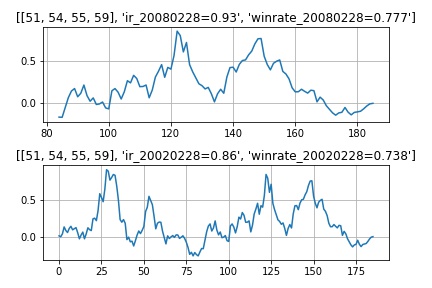 [[51, 54, 55, 59], 'ir_20080228=0.93', 'winrate_20080228=0.777']
0.5
0.0
80 100 120 140 160 180
[[51, 54, 55, 59], 'ir_20020228=0.86', 'winrate_20020228=0.738']
0.5
0.0
0 25 50 75 100 125 150 175